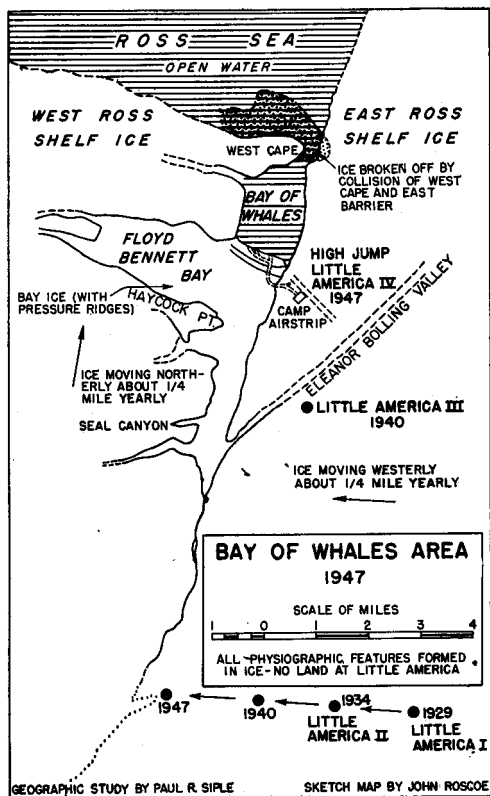 ROSS SEA
OPEN WATER
WEST ROSS
SHELF ICE
EAST ROSS
SHELF ICE
WEST CAPE
ICE BROKEN OFF BY
COLLISION OF WEST
CAPE AND EAST
BARRIER
BAY OF
WHALES
FLOYD
BENNETT
BAY
HIGH JUMP
LITTLE
AMERICA IV
1947
CAMP
AIRSTRIP
BAY ICE (WITH
PRESSURE RIDGES)
HAYCOCK PT.
ELEANOR BOLLING VALLEY
ICE MOVING NORTH-
ERLY ABOUT 1/4
MILE YEARLY
LITTLE AMERICA III
1940
SEAL CANYON
ICE MOVING WESTERLY
ABOUT 1/4 MILE YEARLY
BAY OF WHALES AREA
1947
SCALE OF MILES
1 0 1 2 3 4
ALL PHYSIOGRAPHIC FEATURES FORMED
IN ICE-NO LAND AT LITTLE AMERICA
1947
1940
1934
LITTLE
AMERICA II
1929
LITTLE
AMERICA I
GEOGRAPHIC STUDY BY PAUL R. SIPLE
SKETCH MAP BY JOHN ROSCOE